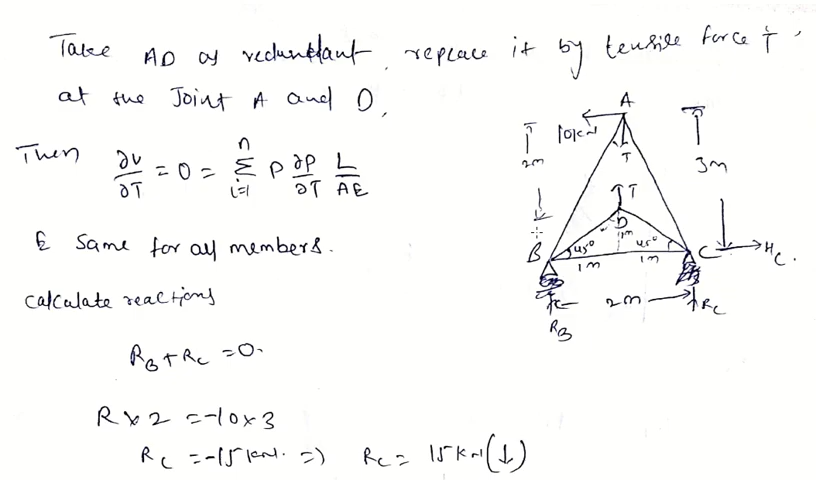 Take AD as redundant, replace it by tensile force 'T'
at the Joint A and D,
Then ∂U/∂T = 0 = n Σ i=1 P ∂P/∂T L/AE
E Same for all members.
calculate reactions
R_B + R_C = 0.
R × 2 = -10 × 3
R_C = -15 kN. => R_C = 15 kN (↓)
A
10kN
T
2m
3m
T
D
1m
45°
45°
B
C
H_C.
1m
1m
2m
R_B
R_C